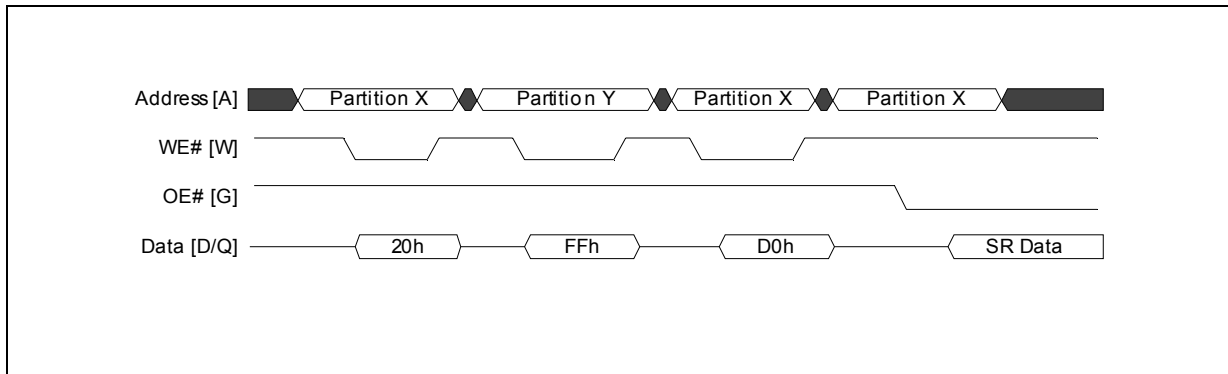 Address [A] Partition X Partition Y Partition X Partition X
WE# [W]
OE# [G]
Data [D/Q] 20h FFh D0h SR Data